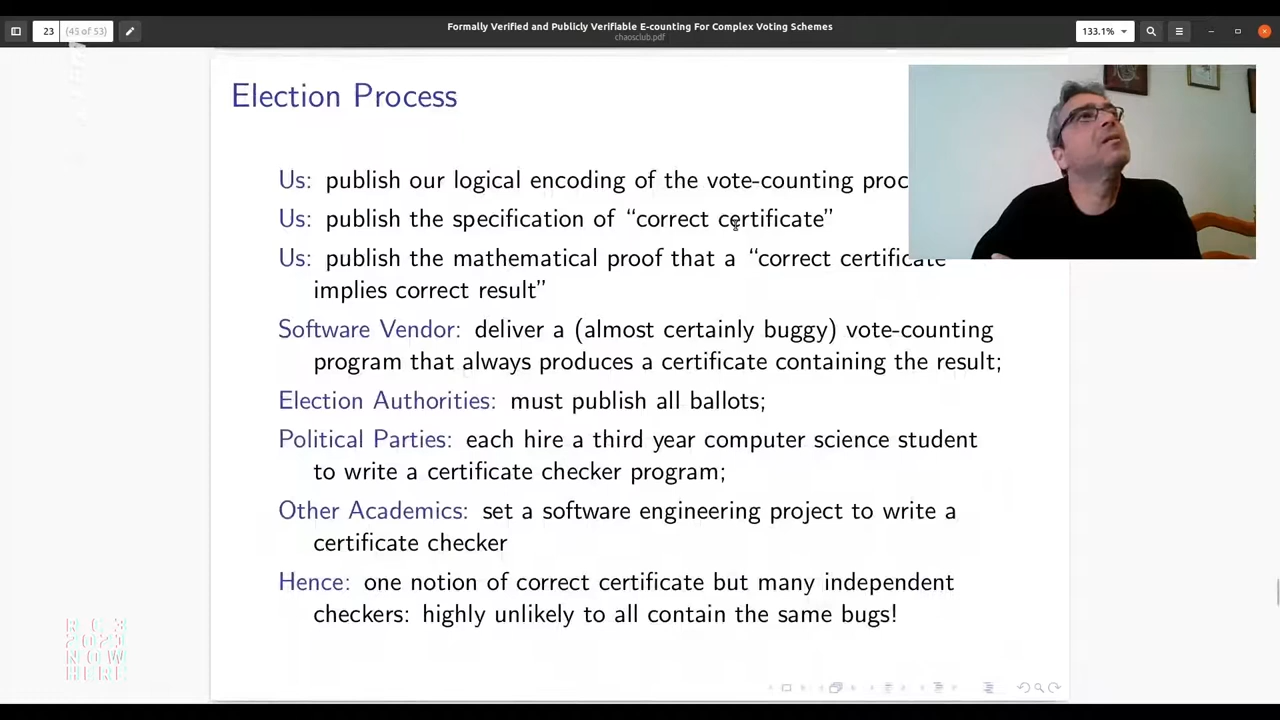 Formally Verified and Publicly Verifiable E-counting For Complex Voting Schemes
chaosclub.pdf
23 (45 of 53)
133.1%
Election Process
Us: publish our logical encoding of the vote-counting proc
Us: publish the specification of “correct certificate”
Us: publish the mathematical proof that a “correct certificate
implies correct result”
Software Vendor: deliver a (almost certainly buggy) vote-counting
program that always produces a certificate containing the result;
Election Authorities: must publish all ballots;
Political Parties: each hire a third year computer science student
to write a certificate checker program;
Other Academics: set a software engineering project to write a
certificate checker
Hence: one notion of correct certificate but many independent
checkers: highly unlikely to all contain the same bugs!
RC3
2021
NOW
HERE